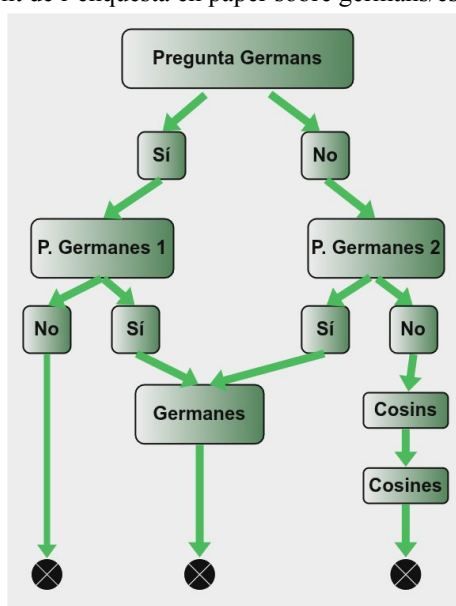 Pregunta Germans
Sí
No
P. Germanes 1
P. Germanes 2
No
Sí
Sí
No
Germanes
Cosins
Cosines